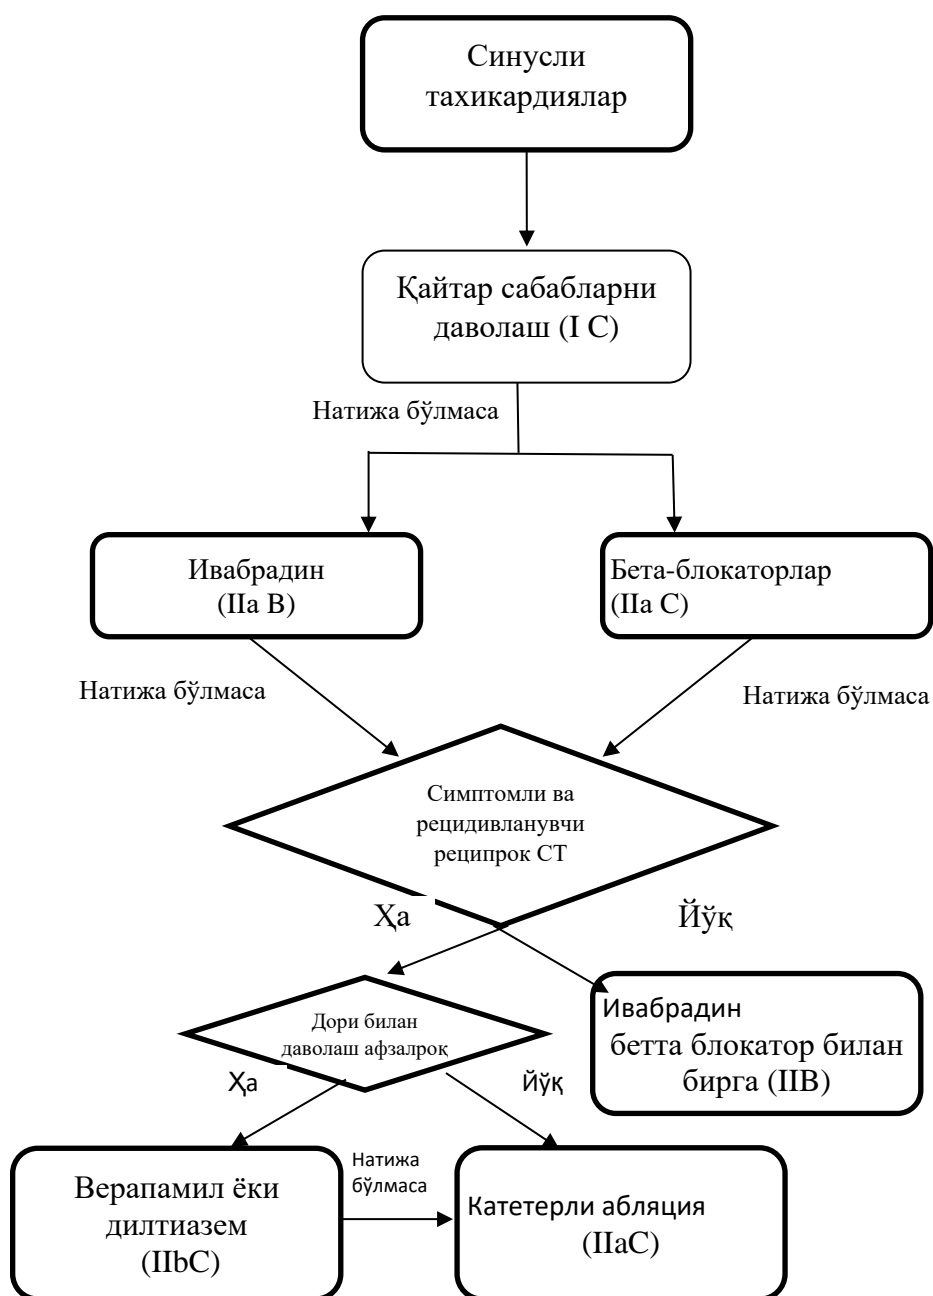 Синусли
тахикардиялар
Қайтар сабабларни
даволаш (I C)
Натижа бўлмаса
Ивабрадин
(IIa B)
Бета-блокаторлар
(IIa C)
Натижа бўлмаса
Натижа бўлмаса
Симптомли ва
рецидивланувчи
реципрок СТ
Ҳа
Йўқ
Дори билан
даволаш афзалроқ
Ивабрадин
бетта блокатор билан
бирга (IIB)
Ҳа
Йўқ
Верапамил ёки
дилтиазем
(IIbC)
Натижа
бўлмаса
Катетерли абляция
(IIaC)